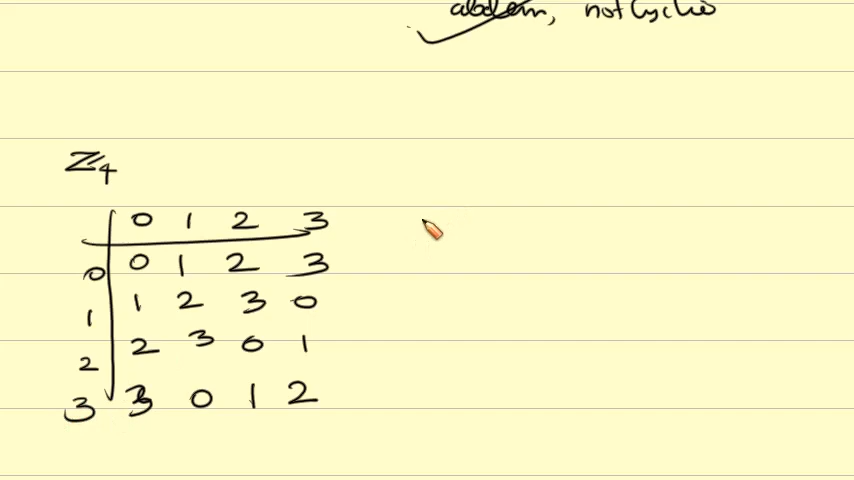 abelian, not Cyclic
ℤ4
0 1 2 3
0 0 1 2 3
1 1 2 3 0
2 2 3 0 1
3 3 0 1 2